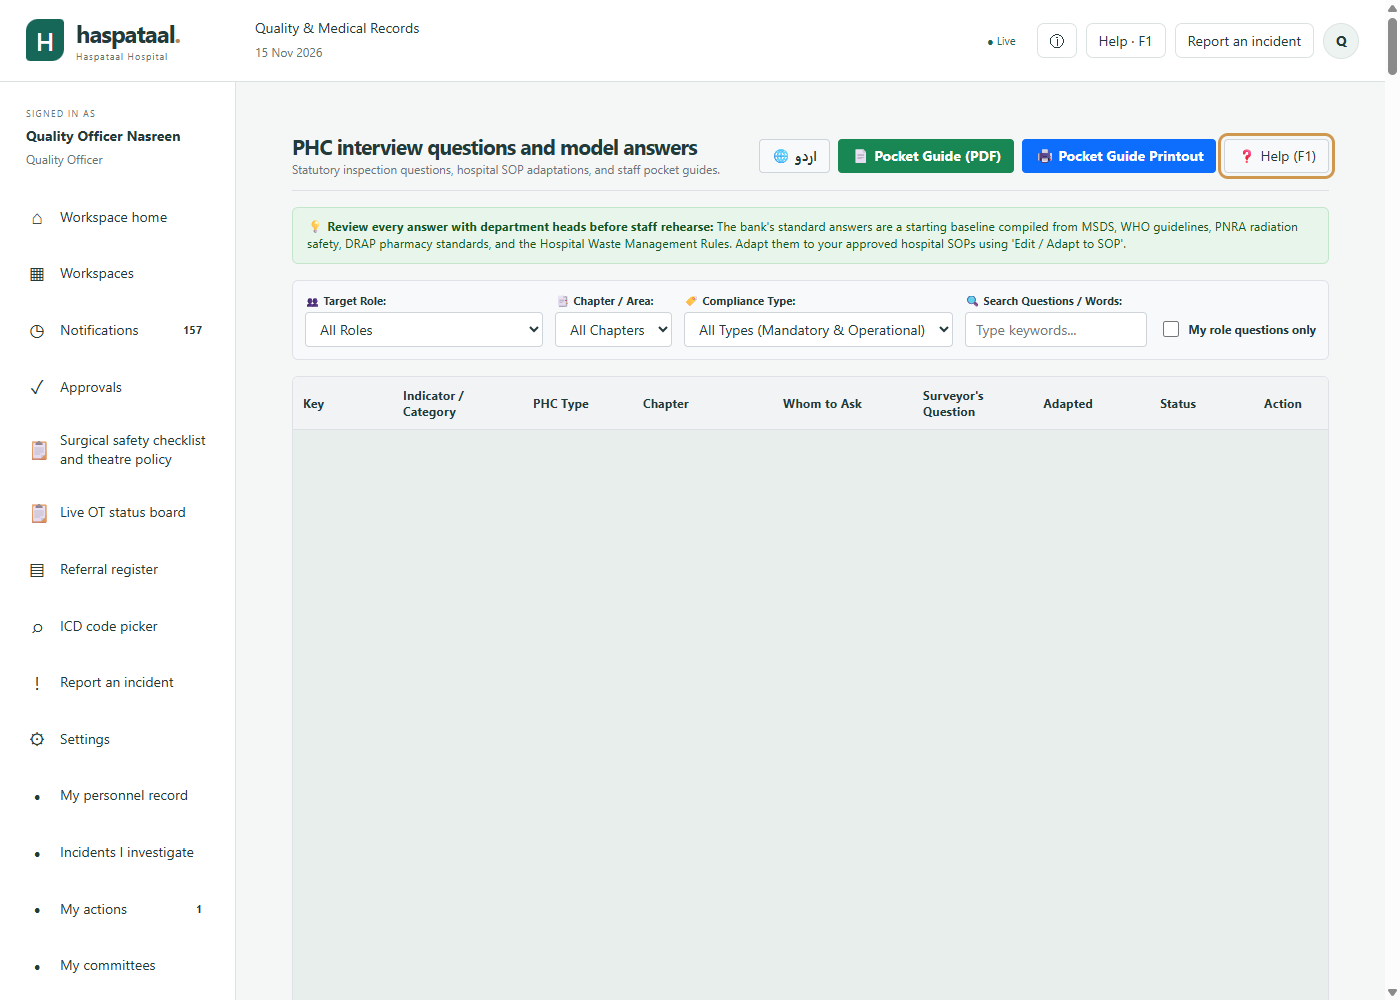 H
haspataal.
Haspataal Hospital
Quality & Medical Records
15 Nov 2026
Live
Help · F1
Report an incident
Q
SIGNED IN AS
Quality Officer Nasreen
Quality Officer
Workspace home
Workspaces
Notifications 157
Approvals
Surgical safety checklist
and theatre policy
Live OT status board
Referral register
ICD code picker
Report an incident
Settings
My personnel record
Incidents I investigate
My actions 1
My committees
PHC interview questions and model answers
Statutory inspection questions, hospital SOP adaptations, and staff pocket guides.
اردو
Pocket Guide (PDF)
Pocket Guide Printout
Help (F1)
Review every answer with department heads before staff rehearse: The bank's standard answers are a starting baseline compiled from MSDS, WHO guidelines, PNRA radiation
safety, DRAP pharmacy standards, and the Hospital Waste Management Rules. Adapt them to your approved hospital SOPs using 'Edit / Adapt to SOP'.
Target Role:
All Roles
Chapter / Area:
All Chapters
Compliance Type:
All Types (Mandatory & Operational)
Search Questions / Words:
Type keywords...
My role questions only
Key
Indicator /
Category
PHC Type
Chapter
Whom to Ask
Surveyor's
Question
Adapted
Status
Action